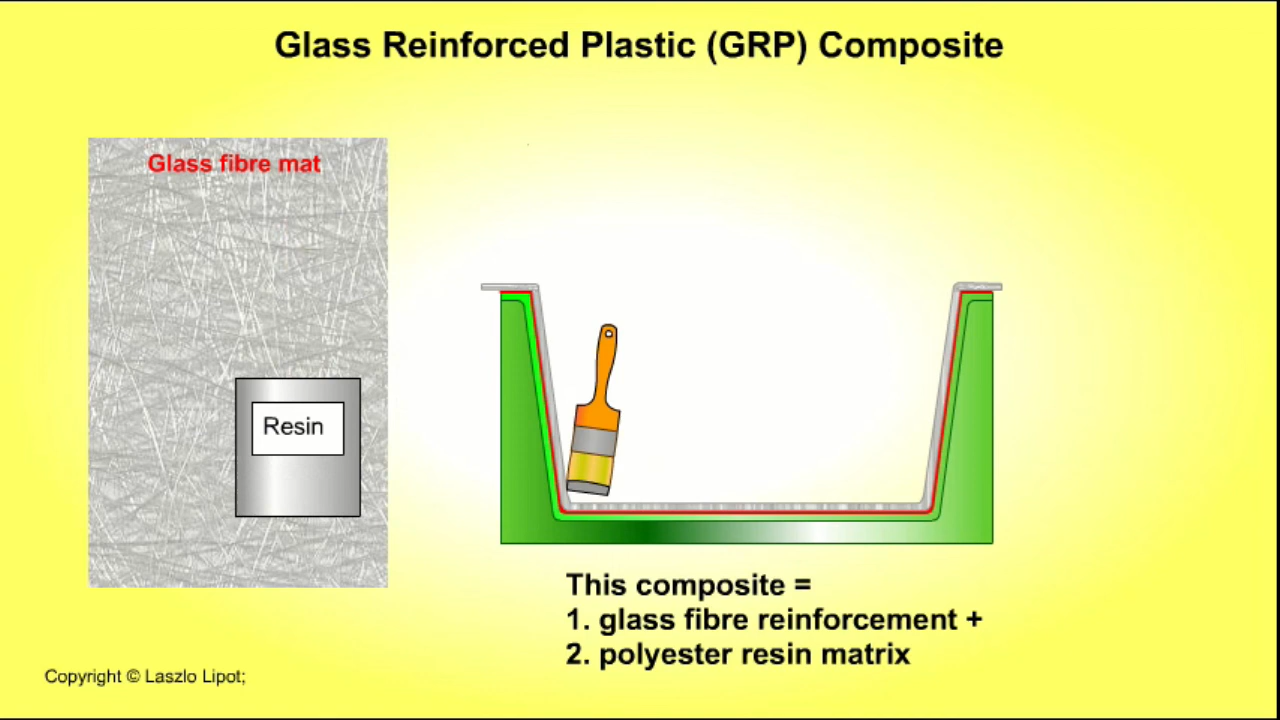 Glass Reinforced Plastic (GRP) Composite
Glass fibre mat
Resin
This composite =
1. glass fibre reinforcement +
2. polyester resin matrix
Copyright © Laszlo Lipot;